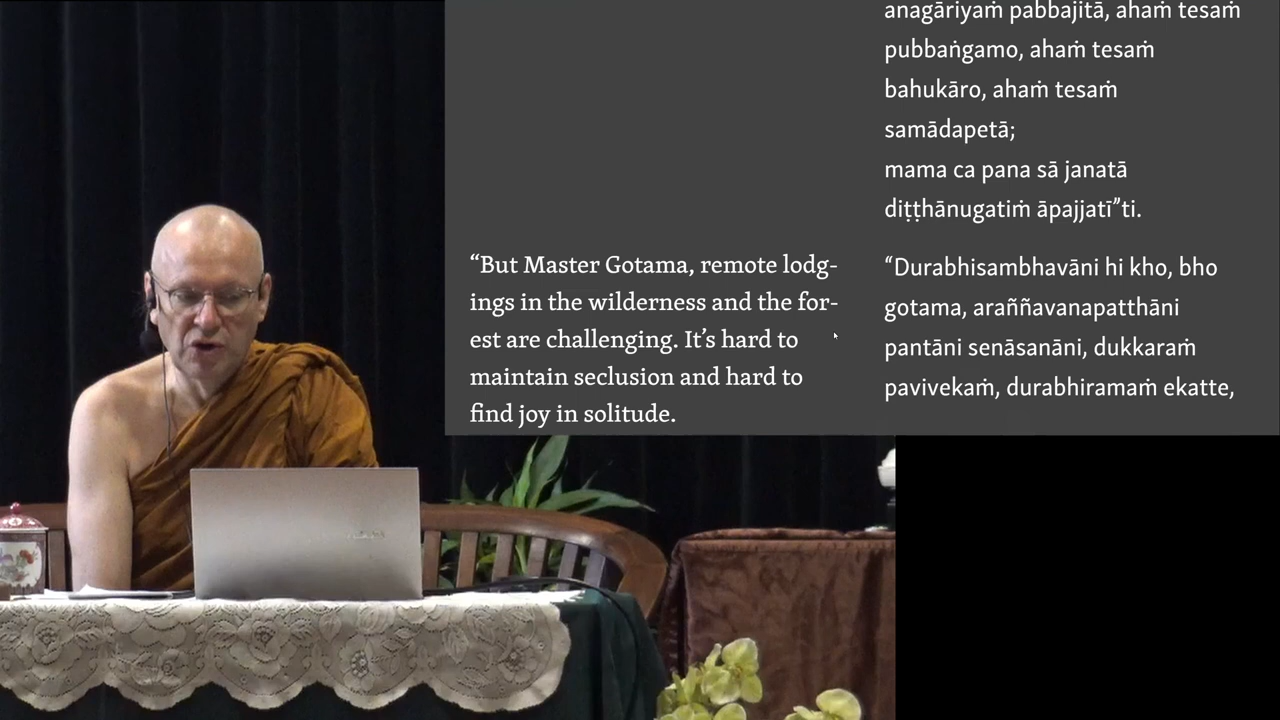 anagāriyaṁ pabbajitā, ahaṁ tesaṁ
pubbaṅgamo, ahaṁ tesaṁ
bahukāro, ahaṁ tesaṁ
samādapetā;
mama ca pana sā janatā
diṭṭhānugatiṁ āpajjatī”ti.
“But Master Gotama, remote lodg-
ings in the wilderness and the for-
est are challenging. It’s hard to
maintain seclusion and hard to
find joy in solitude.
“Durabhisambhavāni hi kho, bho
gotama, araññavanapatthāni
pantāni senāsanāni, dukkaraṁ
pavivekaṁ, durabhiramaṁ ekatte,